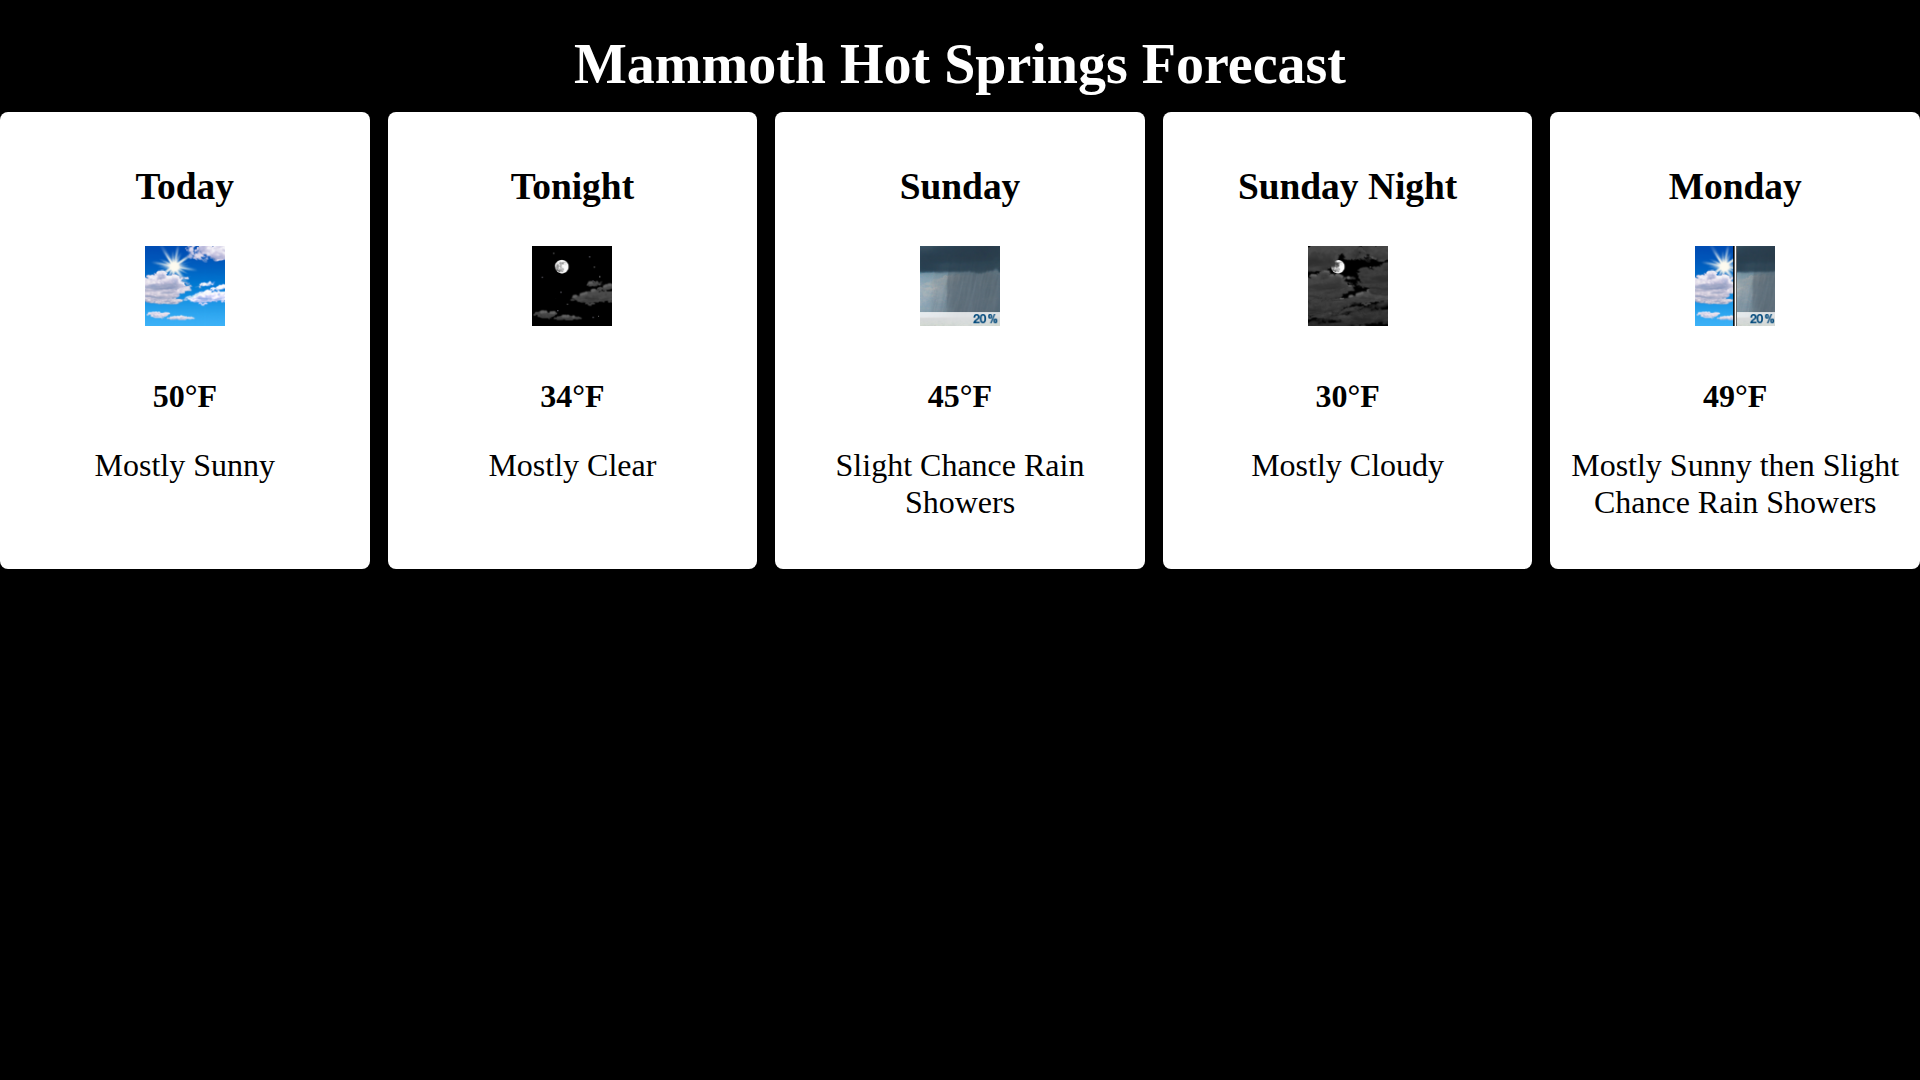 Mammoth Hot Springs Forecast
Today
50°F
Mostly Sunny
Tonight
34°F
Mostly Clear
Sunday
20%
45°F
Slight Chance Rain
Showers
Sunday Night
30°F
Mostly Cloudy
Monday
20%
49°F
Mostly Sunny then Slight
Chance Rain Showers